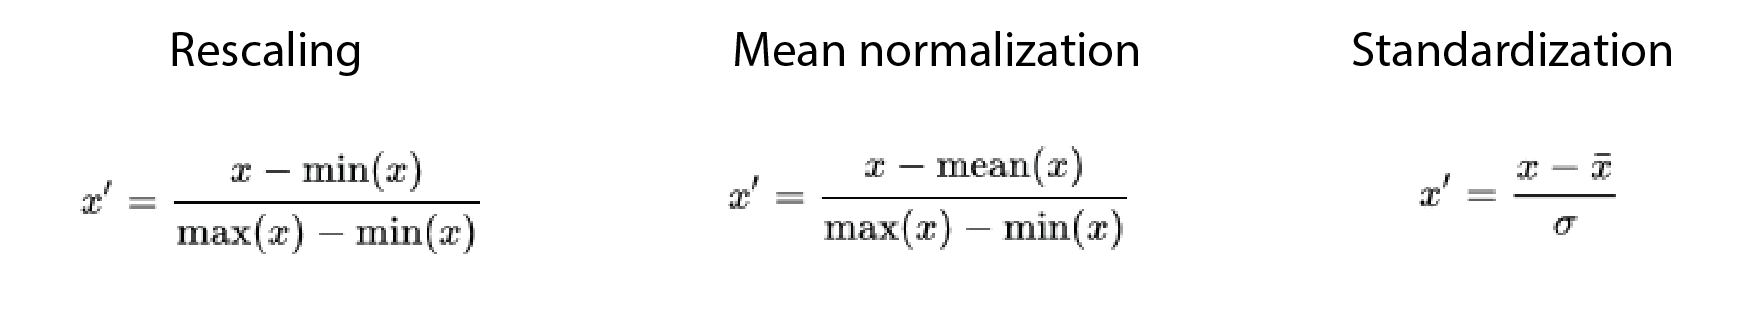 Rescaling
x′ = (x − min(x)) / (max(x) − min(x))
Mean normalization
x′ = (x − mean(x)) / (max(x) − min(x))
Standardization
x′ = (x − x̄) / σ